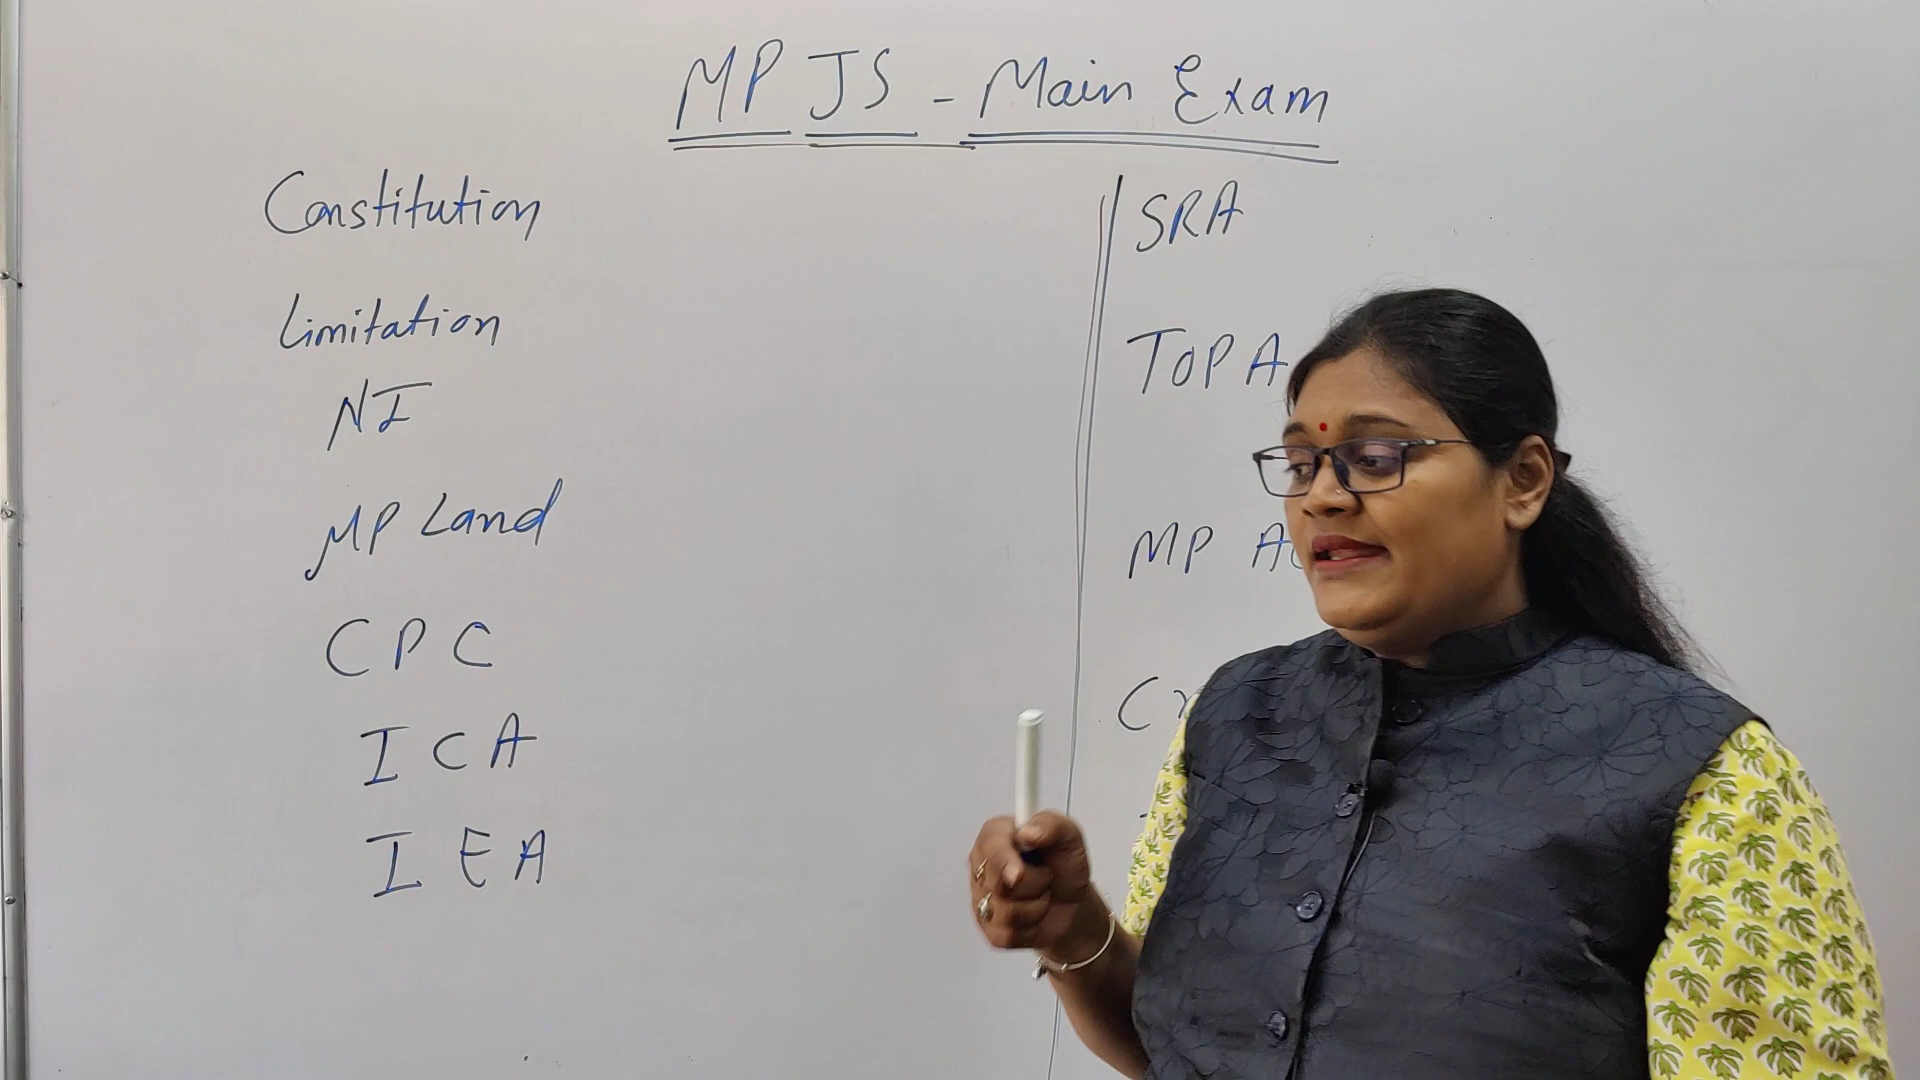 MP JS - Main Exam
Constitution
Limitation
NI
MP Land
CPC
ICA
IEA
SRA
TOPA
MP